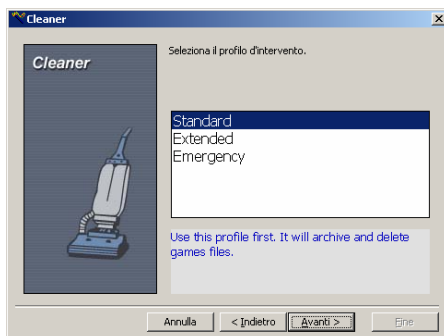 Cleaner
Cleaner
Seleziona il profilo d'intervento.
Standard
Extended
Emergency
Use this profile first. It will archive and delete
games files.
Annulla
< Indietro
Avanti >
Fine